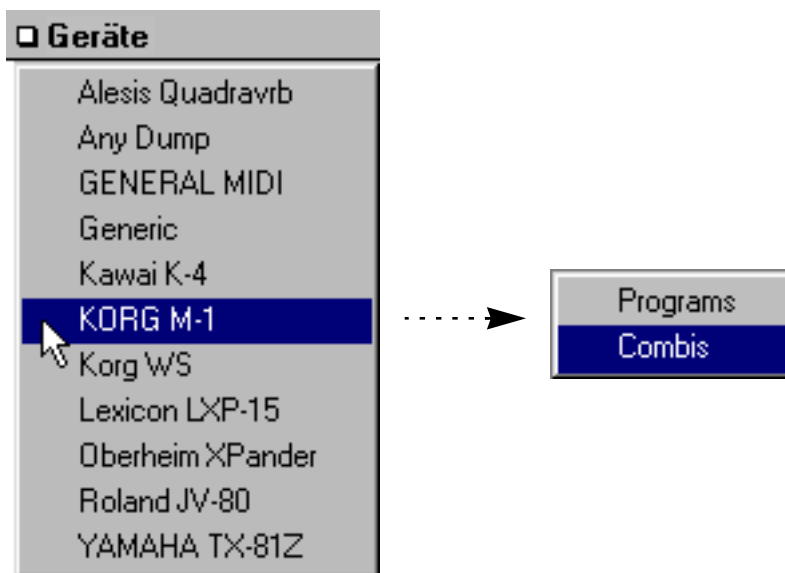 Geräte
Alesis Quadravrb
Any Dump
GENERAL MIDI
Generic
Kawai K-4
KORG M-1
Korg WS
Lexicon LXP-15
Oberheim XPander
Roland JV-80
YAMAHA TX-81Z
Programs
Combis